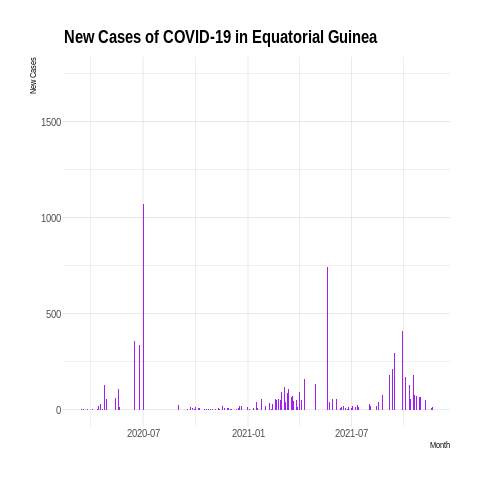 New Cases of COVID-19 in Equatorial Guinea
New Cases
1500
1000
500
0
2020-07
2021-01
2021-07
Month